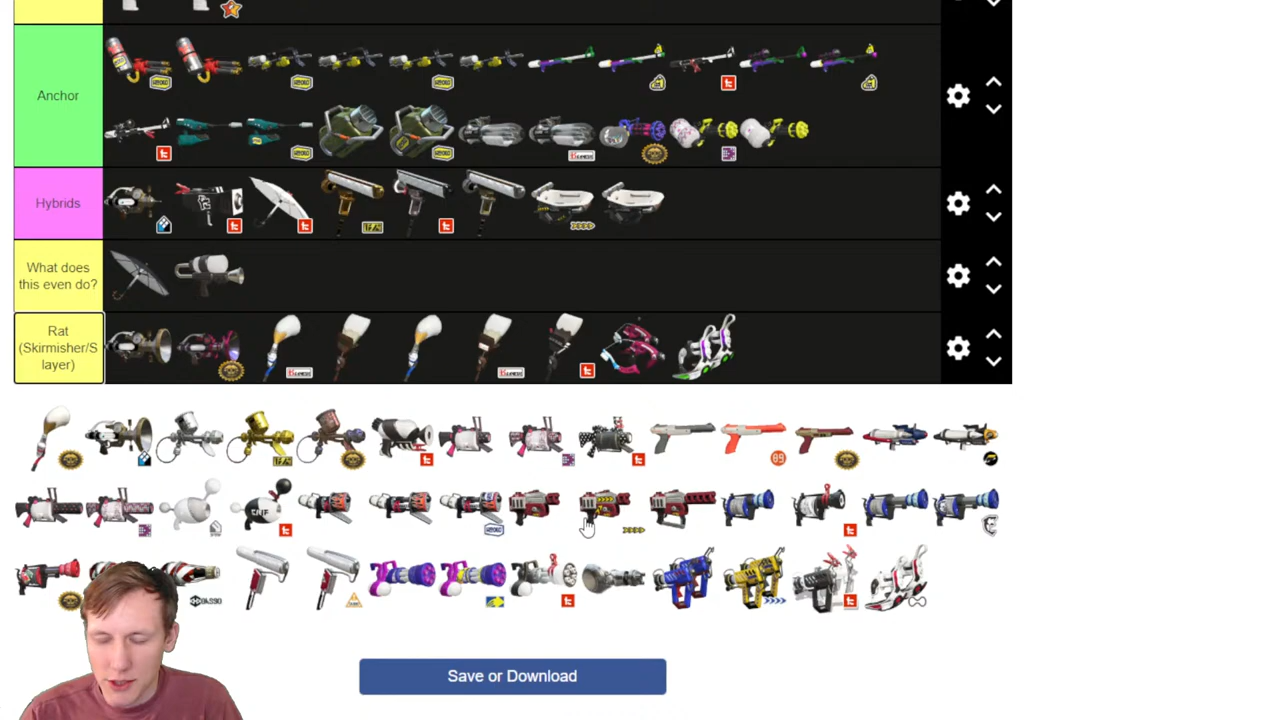 Anchor
Hybrids
What does
this even do?
Rat
(Skirmisher/S
layer)
Save or Download